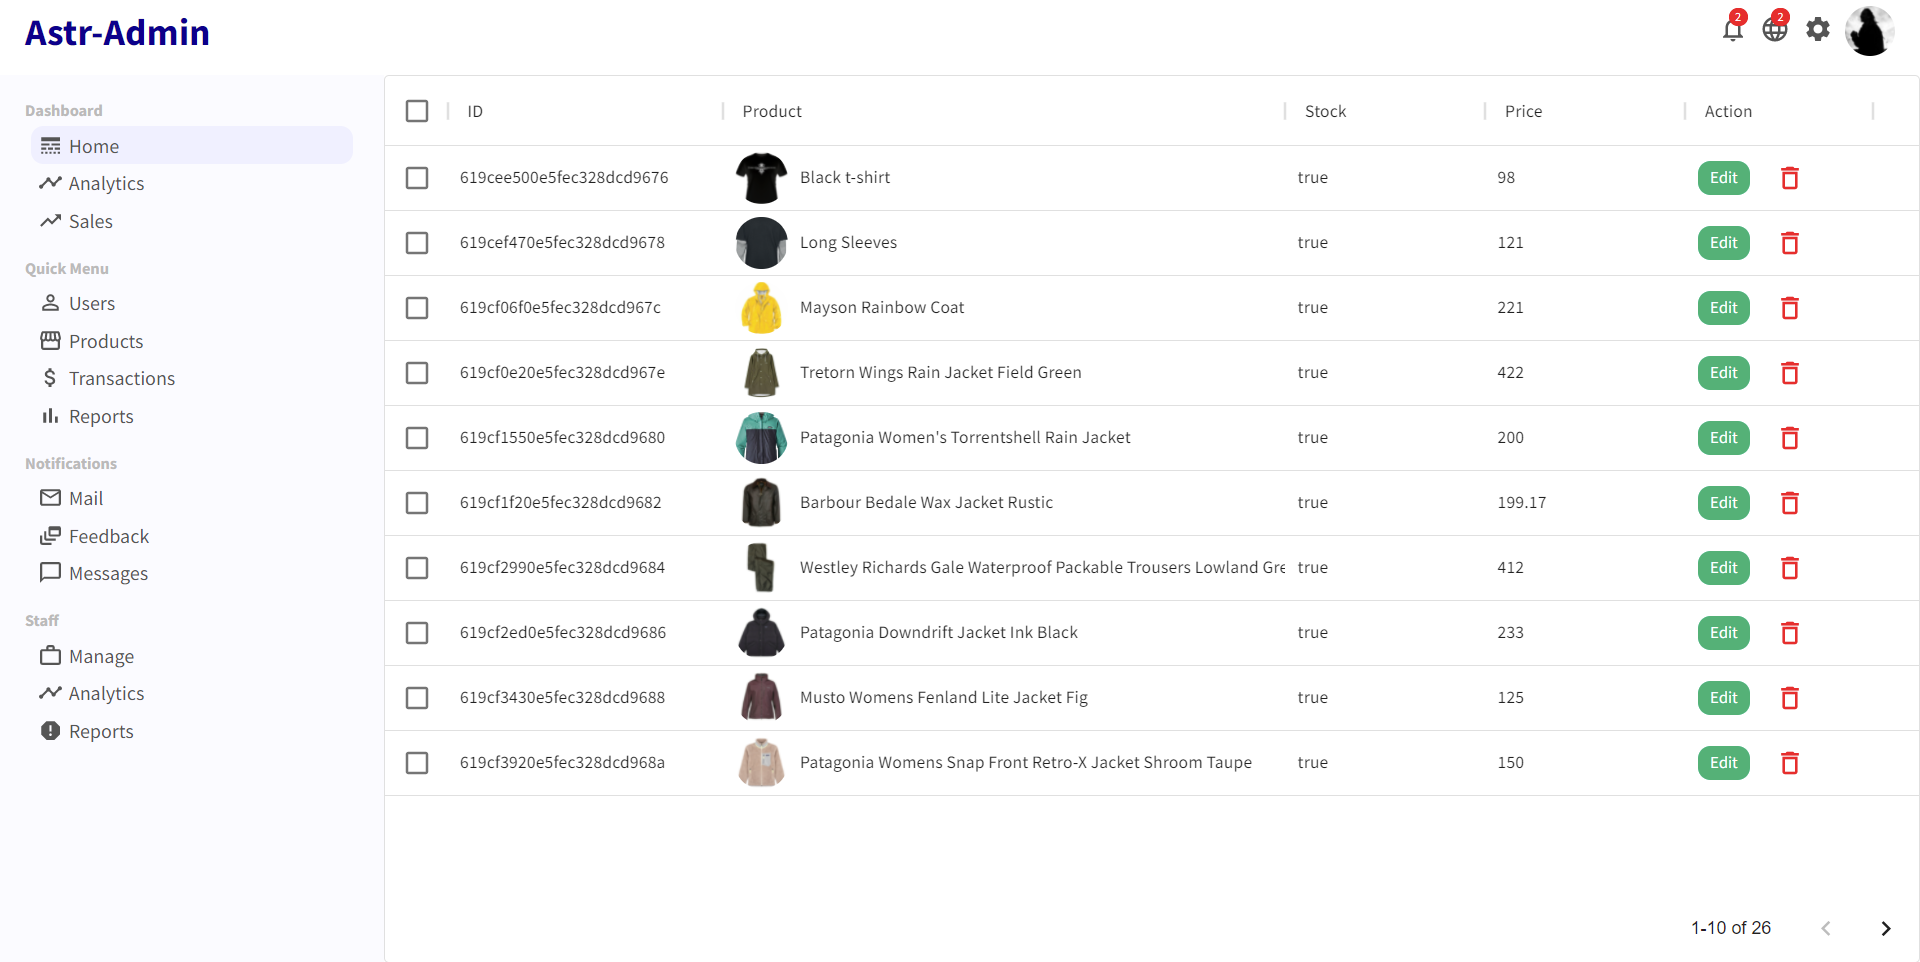 Astr-Admin
2
2
Dashboard
Home
Analytics
Sales
Quick Menu
Users
Products
Transactions
Reports
Notifications
Mail
Feedback
Messages
Staff
Manage
Analytics
Reports
ID Product Stock Price Action
619cee500e5fec328dcd9676 Black t-shirt true 98 Edit
619cef470e5fec328dcd9678 Long Sleeves true 121 Edit
619cf06f0e5fec328dcd967c Mayson Rainbow Coat true 221 Edit
619cf0e20e5fec328dcd967e Tretorn Wings Rain Jacket Field Green true 422 Edit
619cf1550e5fec328dcd9680 Patagonia Women's Torrentshell Rain Jacket true 200 Edit
619cf1f20e5fec328dcd9682 Barbour Bedale Wax Jacket Rustic true 199.17 Edit
619cf2990e5fec328dcd9684 Westley Richards Gale Waterproof Packable Trousers Lowland Gre true 412 Edit
619cf2ed0e5fec328dcd9686 Patagonia Downdrift Jacket Ink Black true 233 Edit
619cf3430e5fec328dcd9688 Musto Womens Fenland Lite Jacket Fig true 125 Edit
619cf3920e5fec328dcd968a Patagonia Womens Snap Front Retro-X Jacket Shroom Taupe true 150 Edit
1-10 of 26